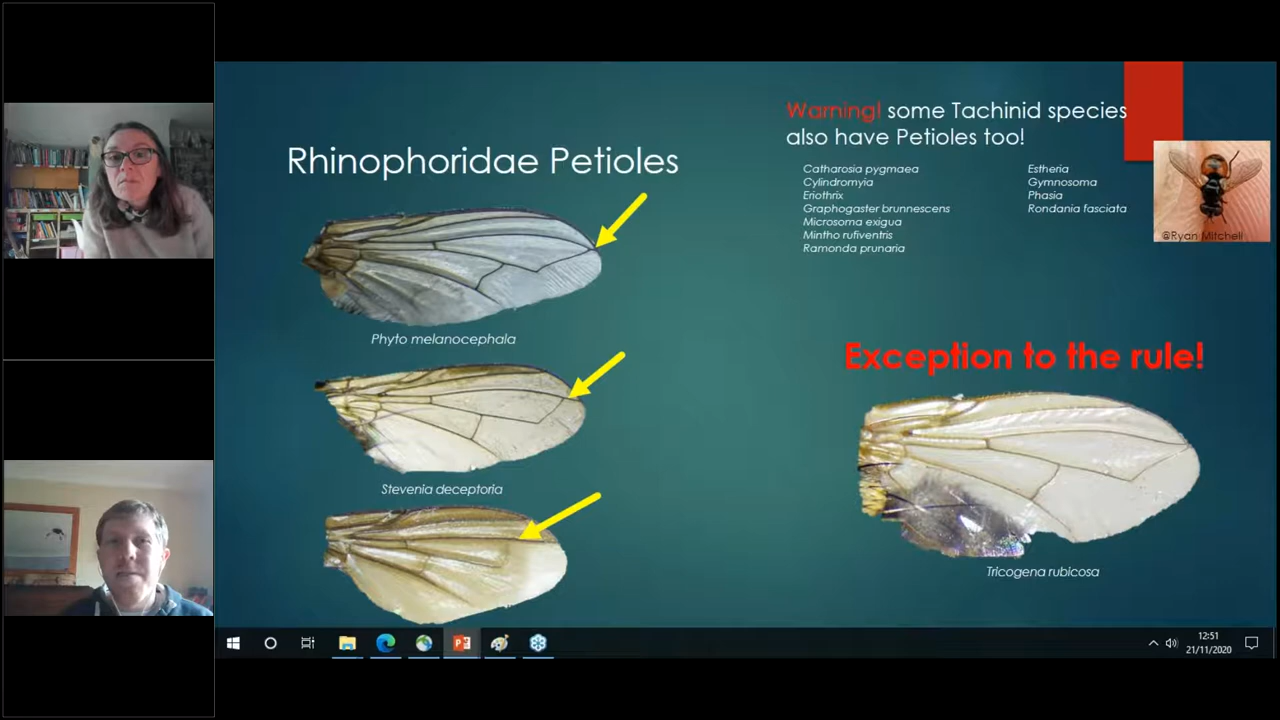 Rhinophoridae Petioles
Phyto melanocephala
Stevenia deceptoria
Warning! some Tachinid species
also have Petioles too!
Catharosia pygmaea
Cylindromyia
Eriothrix
Graphogaster brunnescens
Microsoma exigua
Mintho rufiventris
Ramonda prunaria
Estheria
Gymnosoma
Phasia
Rondania fasciata
@Ryan Mitchell
Exception to the rule!
Tricogena rubicosa
12:51
21/11/2020